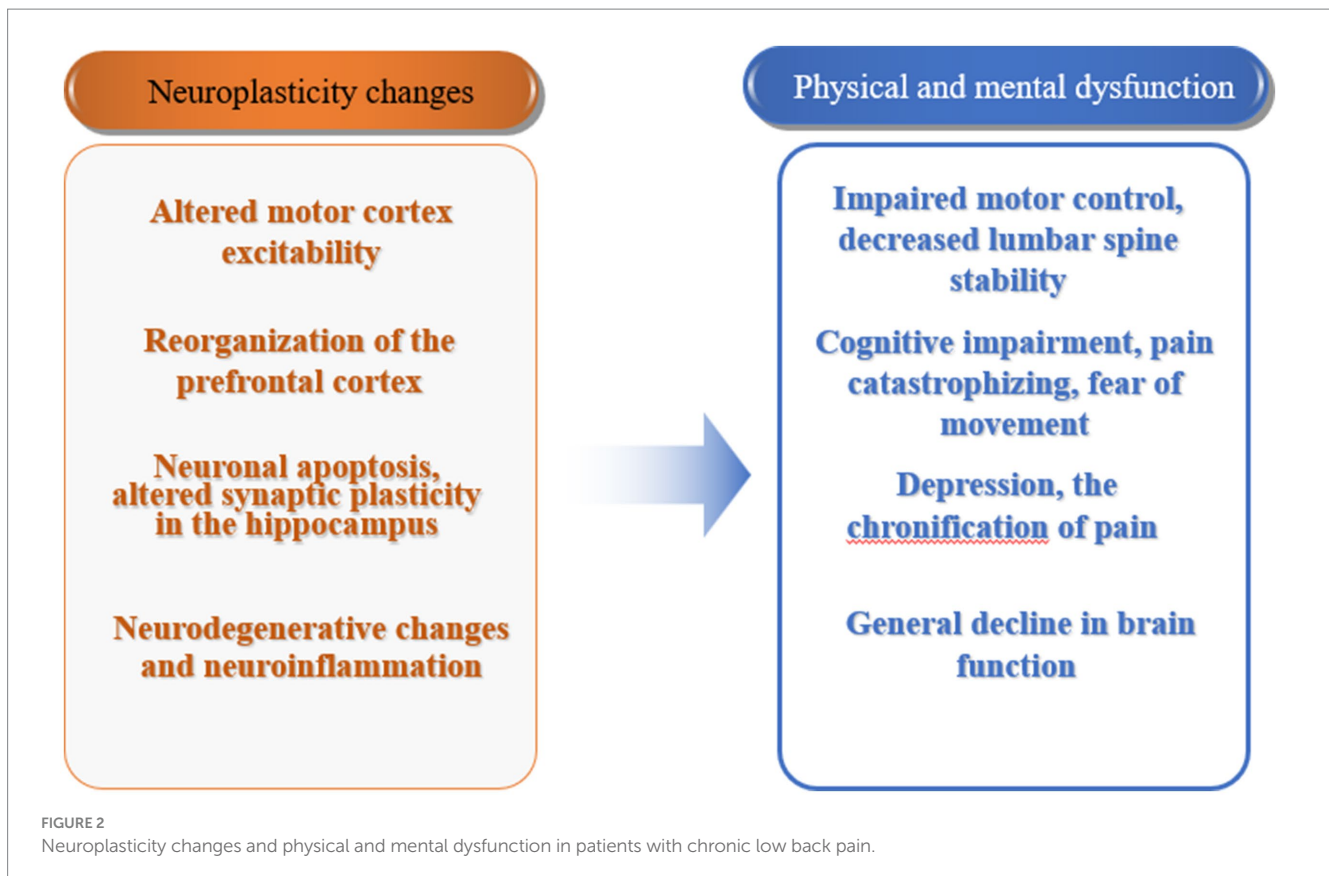 Neuroplasticity changes
Altered motor cortex
excitability
Reorganization of the
prefrontal cortex
Neuronal apoptosis,
altered synaptic plasticity
in the hippocampus
Neurodegenerative changes
and neuroinflammation
Physical and mental dysfunction
Impaired motor control,
decreased lumbar spine
stability
Cognitive impairment, pain
catastrophizing, fear of
movement
Depression, the
chronification of pain
General decline in brain
function
FIGURE 2
Neuroplasticity changes and physical and mental dysfunction in patients with chronic low back pain.